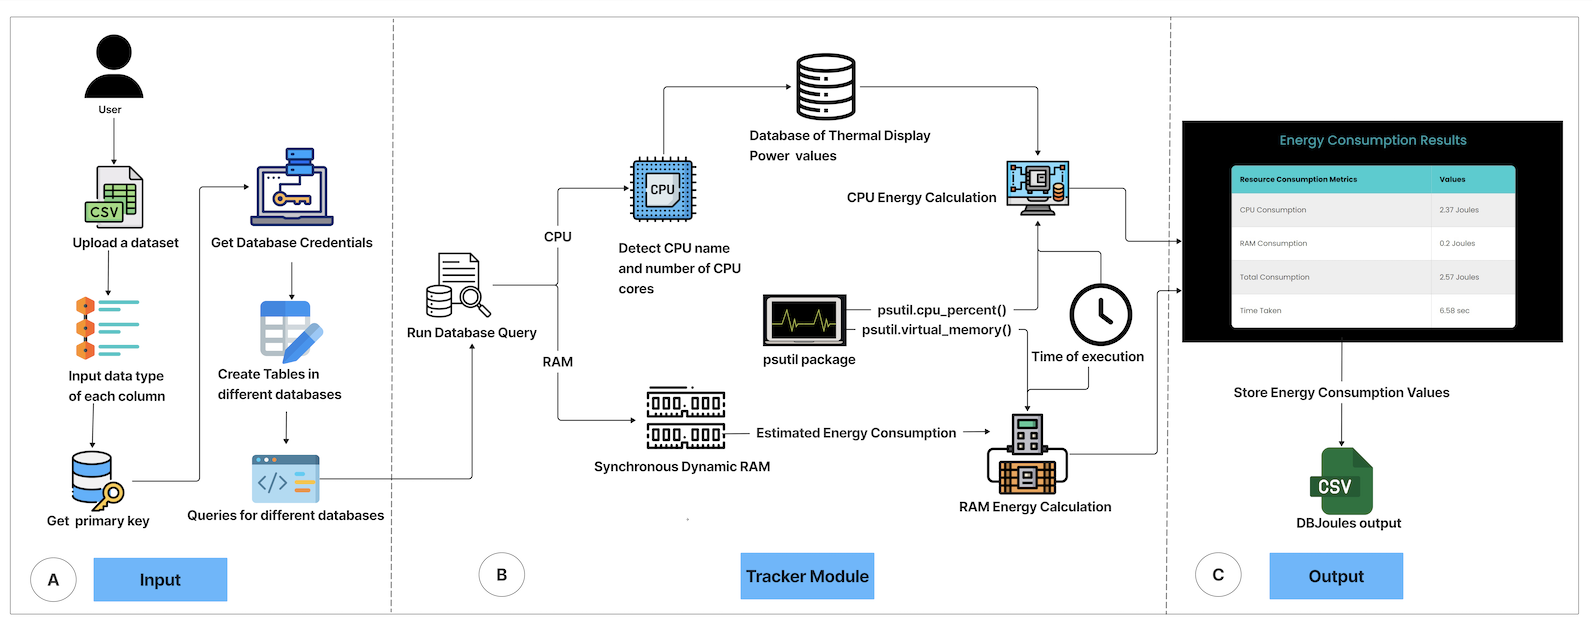 User
CSV
Upload a dataset
Input data type
of each column
Get primary key
Get Database Credentials
Create Tables in
different databases
</>
Queries for different databases
A
Input
Run Database Query
CPU
RAM
CPU
Detect CPU name
and number of CPU
cores
Database of Thermal Display
Power values
CPU Energy Calculation
psutil.cpu_percent()
psutil.virtual_memory()
psutil package
Time of execution
Synchronous Dynamic RAM
Estimated Energy Consumption
RAM Energy Calculation
B
Tracker Module
Energy Consumption Results
Resource Consumption Metrics Values
CPU Consumption 2.37 Joules
RAM Consumption 0.2 Joules
Total Consumption 2.57 Joules
Time Taken 6.58 sec
Store Energy Consumption Values
CSV
DBJoules output
C
Output